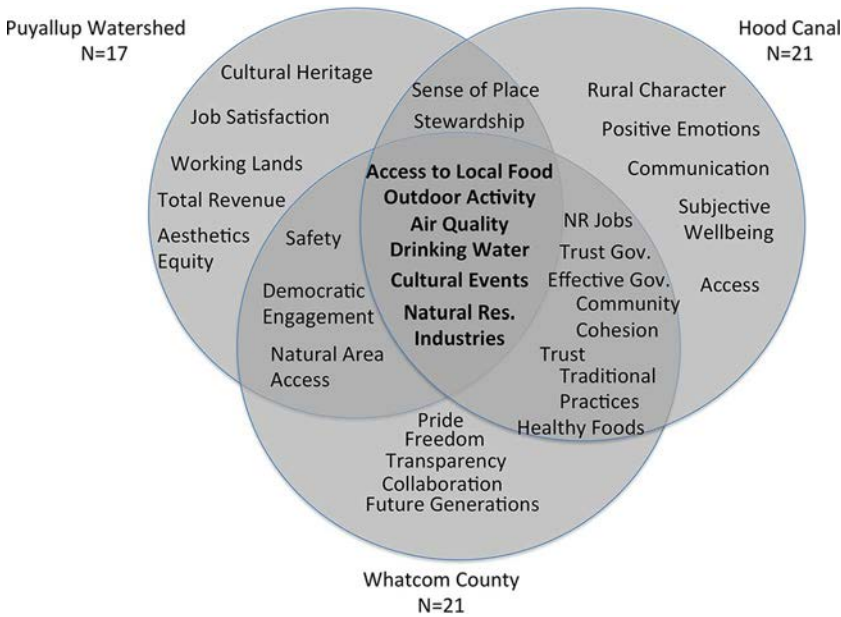 Puyallup Watershed
N=17
Hood Canal
N=21
Cultural Heritage
Job Satisfaction
Working Lands
Total Revenue
Aesthetics
Equity
Sense of Place
Stewardship
Rural Character
Positive Emotions
Communication
Subjective
Wellbeing
Access
Access to Local Food
Outdoor Activity
Air Quality
Drinking Water
Cultural Events
Natural Res.
Industries
Safety
Democratic
Engagement
Natural Area
Access
NR Jobs
Trust Gov.
Effective Gov.
Community
Cohesion
Trust
Traditional
Practices
Healthy Foods
Pride
Freedom
Transparency
Collaboration
Future Generations
Whatcom County
N=21